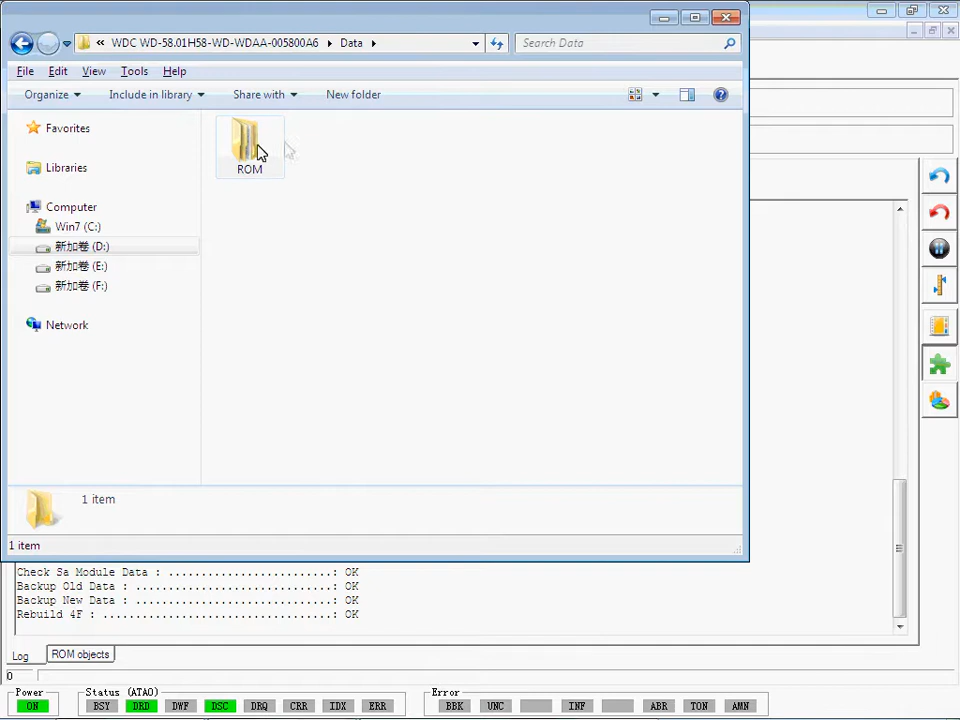 « WDC WD-58.01H58-WD-WDAA-005800A6 Data
Search Data
File Edit View Tools Help
Organize Include in library Share with New folder
Favorites
Libraries
Computer
Win7 (C:)
新加卷 (D:)
新加卷 (E:)
新加卷 (F:)
Network
ROM
1 item
1 item
Check Sa Module Data : .........................: OK
Backup Old Data : ..............................: OK
Backup New Data : ..............................: OK
Rebuild 4F : ...................................: OK
Log ROM objects
0
Power Status (ATA0) Error
ON BSY DRD DWF DSC DRQ CRR IDX ERR BBK UNC INF ABR TON AMN